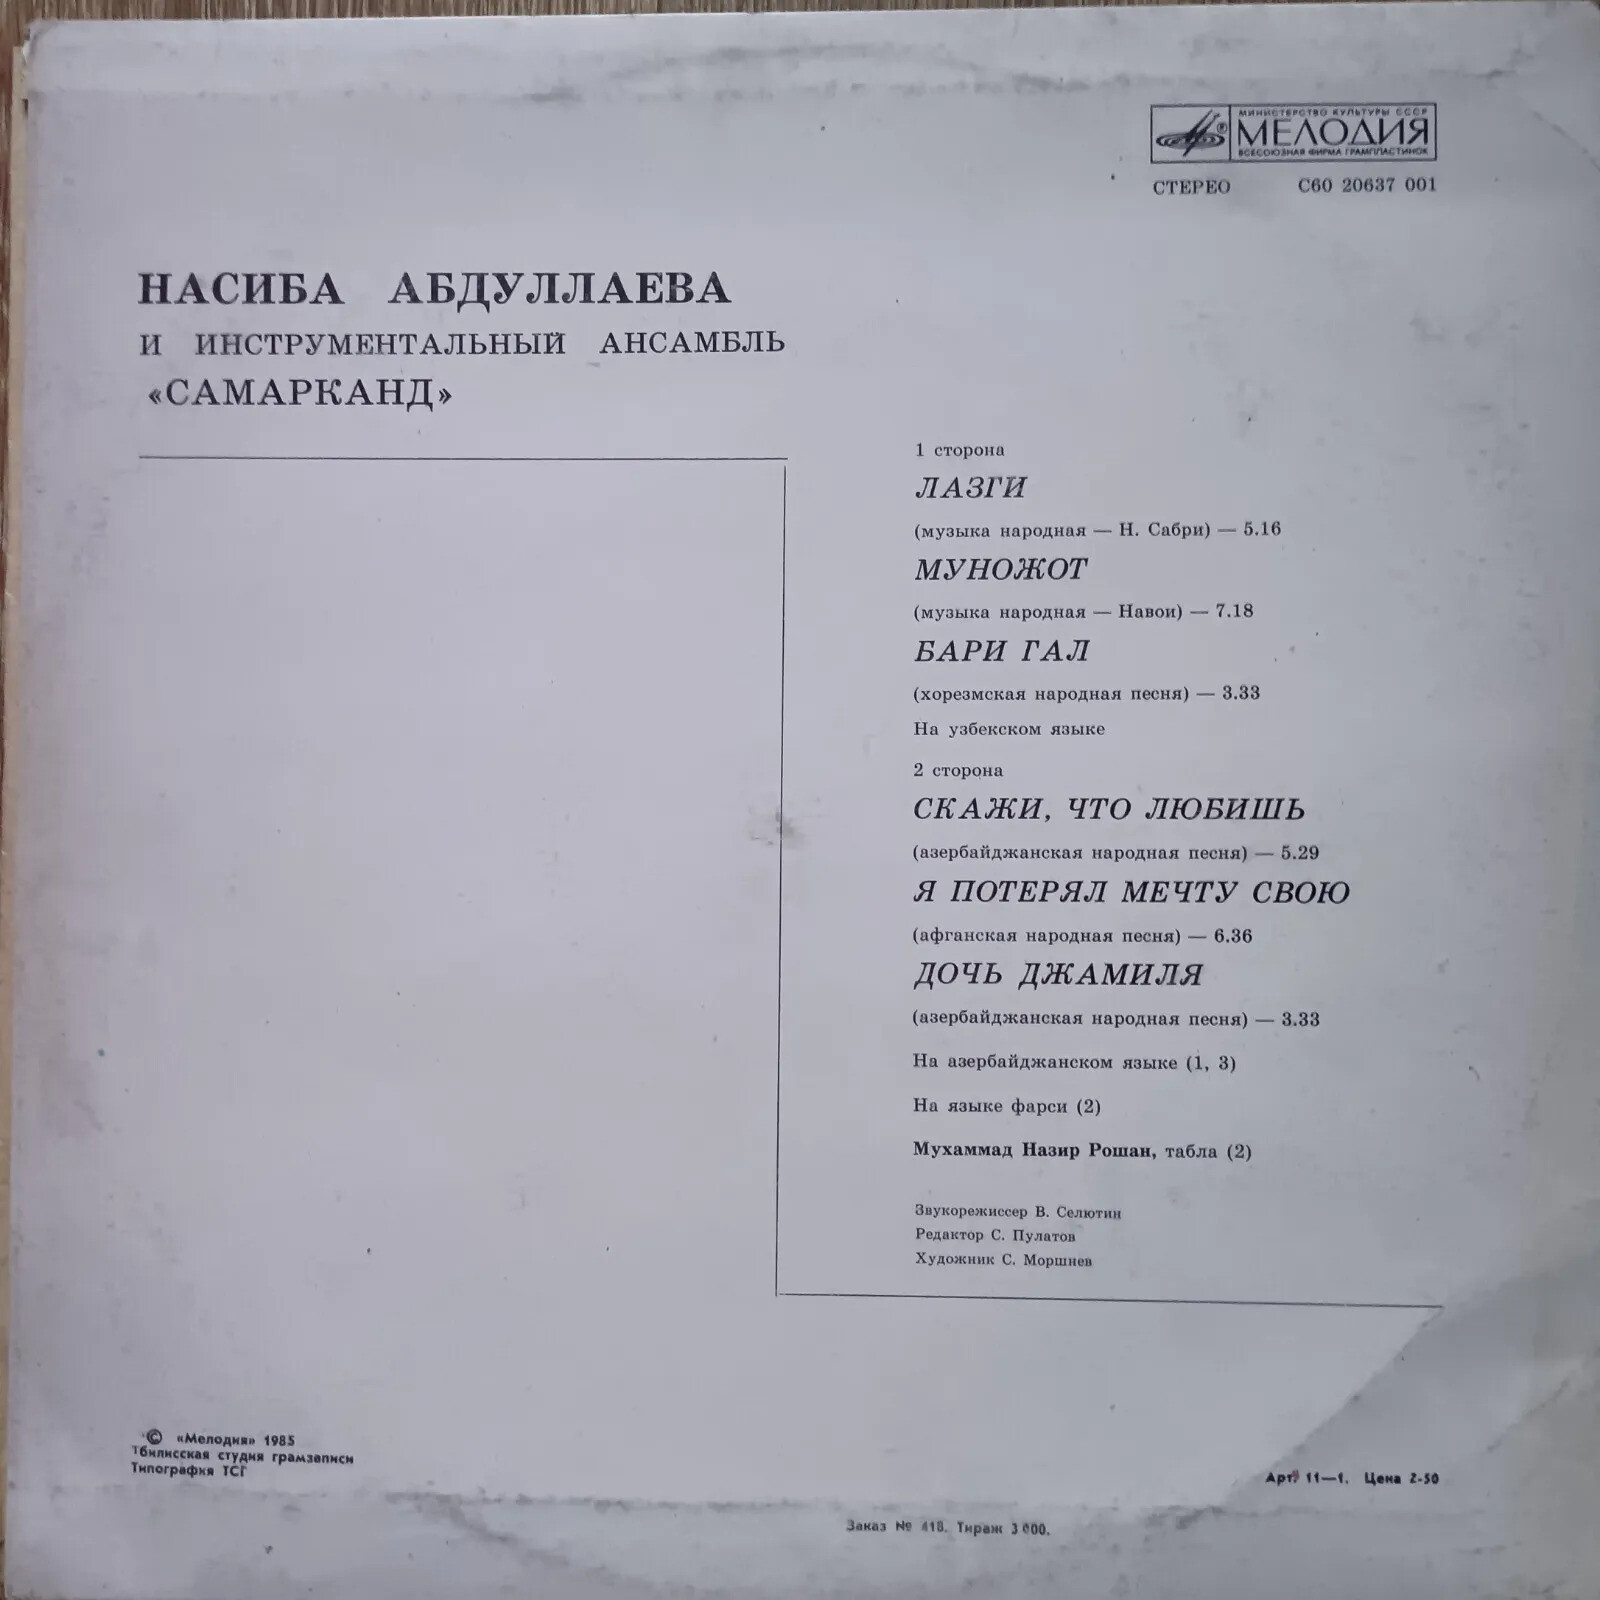 МИНИСТЕРСТВО КУЛЬТУРЫ СССР
МЕЛОДИЯ
ВСЕСОЮЗНАЯ ФИРМА ГРАМПЛАСТИНОК
СТЕРЕО С60 20637 001
НАСИБА АБДУЛЛАЕВА
И ИНСТРУМЕНТАЛЬНЫЙ АНСАМБЛЬ
«САМАРКАНД»
1 сторона
ЛАЗГИ
(музыка народная — Н. Сабри) — 5.16
МУНОЖОТ
(музыка народная — Навои) — 7.18
БАРИ ГАЛ
(хорезмская народная песня) — 3.33
На узбекском языке
2 сторона
СКАЖИ, ЧТО ЛЮБИШЬ
(азербайджанская народная песня) — 5.29
Я ПОТЕРЯЛ МЕЧТУ СВОЮ
(афганская народная песня) — 6.36
ДОЧЬ ДЖАМИЛЯ
(азербайджанская народная песня) — 3.33
На азербайджанском языке (1, 3)
На языке фарси (2)
Мухаммад Назир Рошан, табла (2)
Звукорежиссер В. Селютин
Редактор С. Пулатов
Художник С. Моршнев
© «Мелодия» 1985
Тбилисская студия грамзаписи
Типография ТСГ
Арт. 11—1. Цена 2-50
Заказ № 418. Тираж 3 000.